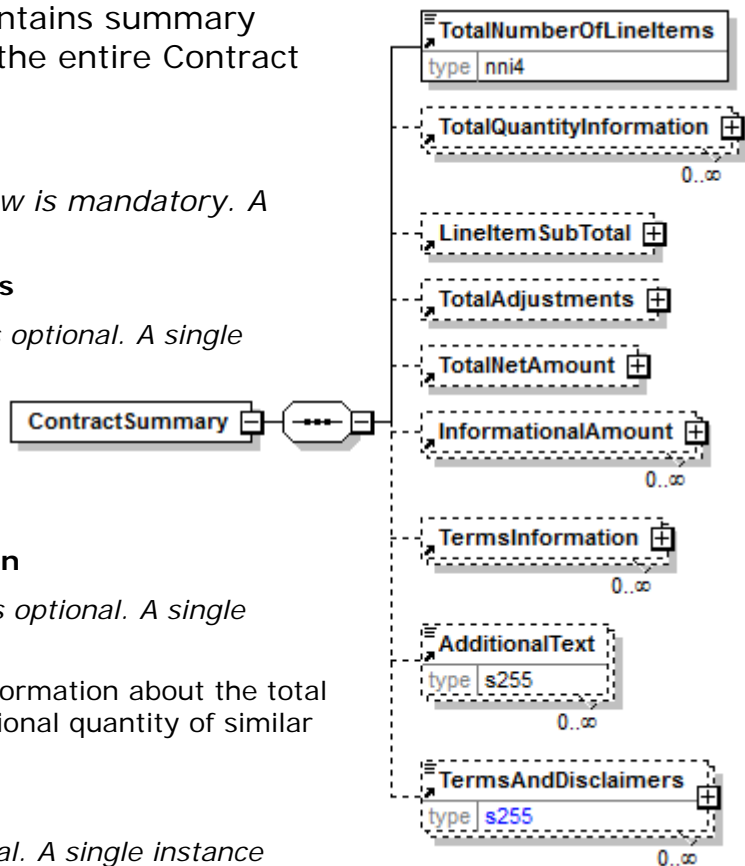 ntains summary
the entire Contract
w is mandatory. A
s
s optional. A single
n
s optional. A single
formation about the total
ional quantity of similar
al. A single instance
ContractSummary
TotalNumberOfLineItems
type nni4
TotalQuantityInformation
0..∞
LineItemSubTotal
TotalAdjustments
TotalNetAmount
InformationalAmount
0..∞
TermsInformation
0..∞
AdditionalText
type s255
0..∞
TermsAndDisclaimers
type s255
0..∞